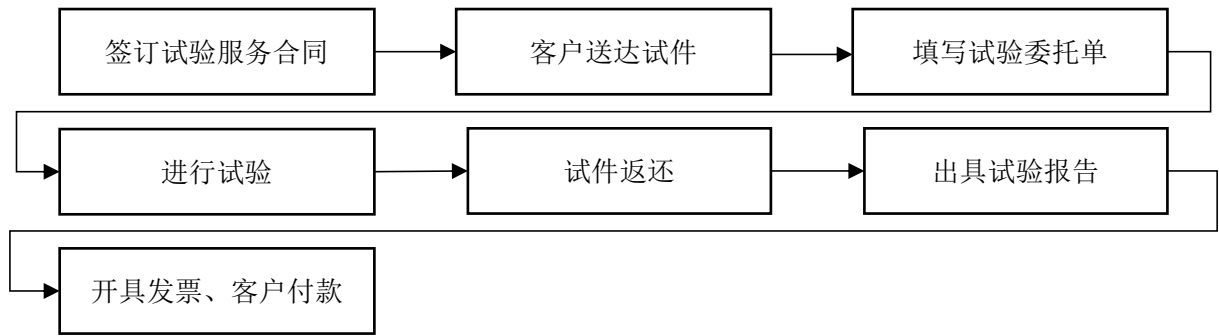 签订试验服务合同
客户送达试件
填写试验委托单
进行试验
试件返还
出具试验报告
开具发票、客户付款